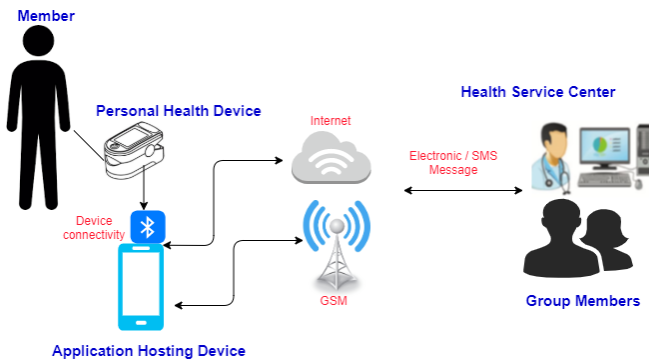 Member
Personal Health Device
Internet
Health Service Center
Electronic / SMS
Message
Device
connectivity
GSM
Group Members
Application Hosting Device